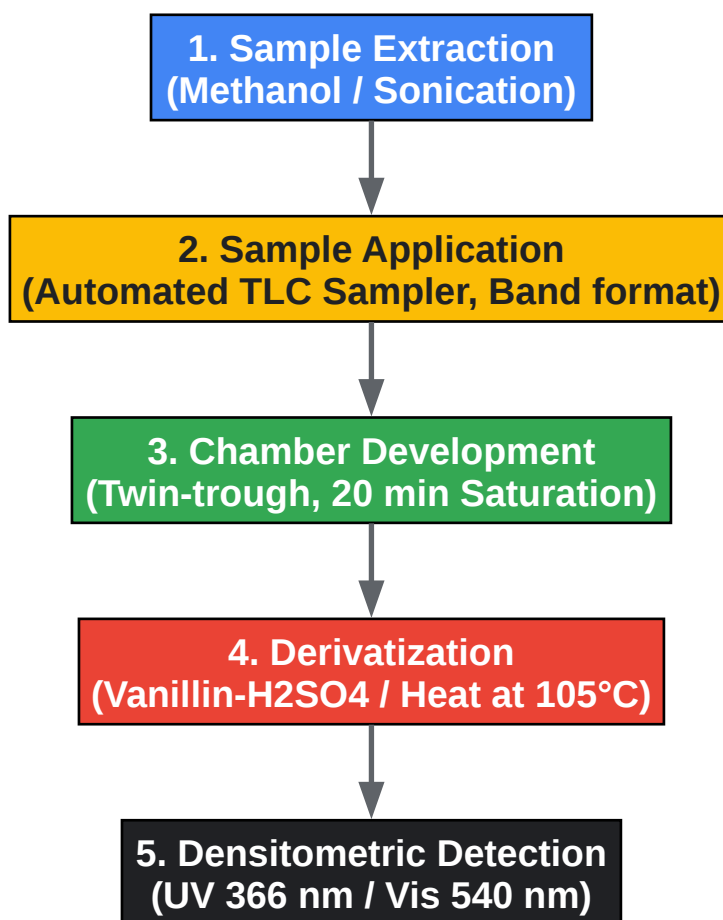 1. Sample Extraction
(Methanol / Sonication)
2. Sample Application
(Automated TLC Sampler, Band format)
3. Chamber Development
(Twin-trough, 20 min Saturation)
4. Derivatization
(Vanillin-H2SO4 / Heat at 105°C)
5. Densitometric Detection
(UV 366 nm / Vis 540 nm)